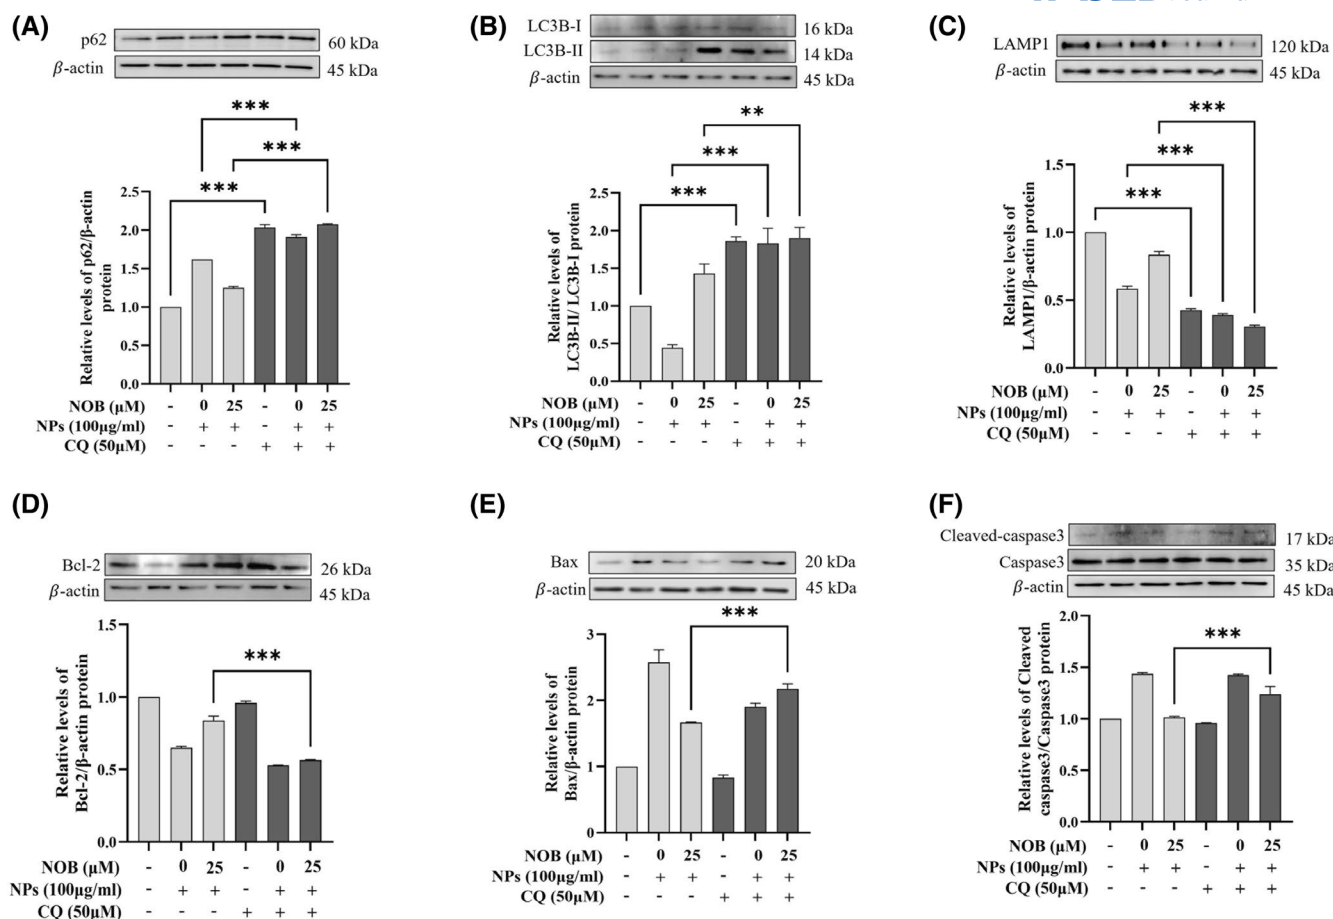 (A)
p62
60 kDa
β-actin
45 kDa
***
***
***
Relative levels of p62/β-actin
protein
2.5
2.0
1.5
1.0
0.5
0.0
NOB (µM) - 0 25 - 0 25
NPs (100µg/ml) - + + - + +
CQ (50µM) - - - + + +
(B)
LC3B-I
16 kDa
LC3B-II
14 kDa
β-actin
45 kDa
**
***
***
Relative levels of
LC3B-II/ LC3B-I protein
2.5
2.0
1.5
1.0
0.5
0.0
NOB (µM) - 0 25 - 0 25
NPs (100µg/ml) - + + - + +
CQ (50µM) - - - + + +
(C)
LAMP1
120 kDa
β-actin
45 kDa
***
***
***
Relative levels of
LAMP1/β-actin protein
1.5
1.0
0.5
0.0
NOB (µM) - 0 25 - 0 25
NPs (100µg/ml) - + + - + +
CQ (50µM) - - - + + +
(D)
Bcl-2
26 kDa
β-actin
45 kDa
***
Relative levels of
Bcl-2/β-actin protein
1.5
1.0
0.5
0.0
NOB (µM) - 0 25 - 0 25
NPs (100µg/ml) - + + - + +
CQ (50µM) - - - + + +
(E)
Bax
20 kDa
β-actin
45 kDa
***
Relative levels of
Bax/β-actin protein
3
2
1
0
NOB (µM) - 0 25 - 0 25
NPs (100µg/ml) - + + - + +
CQ (50µM) - - - + + +
(F)
Cleaved-caspase3
17 kDa
Caspase3
35 kDa
β-actin
45 kDa
***
Relative levels of Cleaved
caspase3/Caspase3 protein
2.0
1.5
1.0
0.5
0.0
NOB (µM) - 0 25 - 0 25
NPs (100µg/ml) - + + - + +
CQ (50µM) - - - + + +